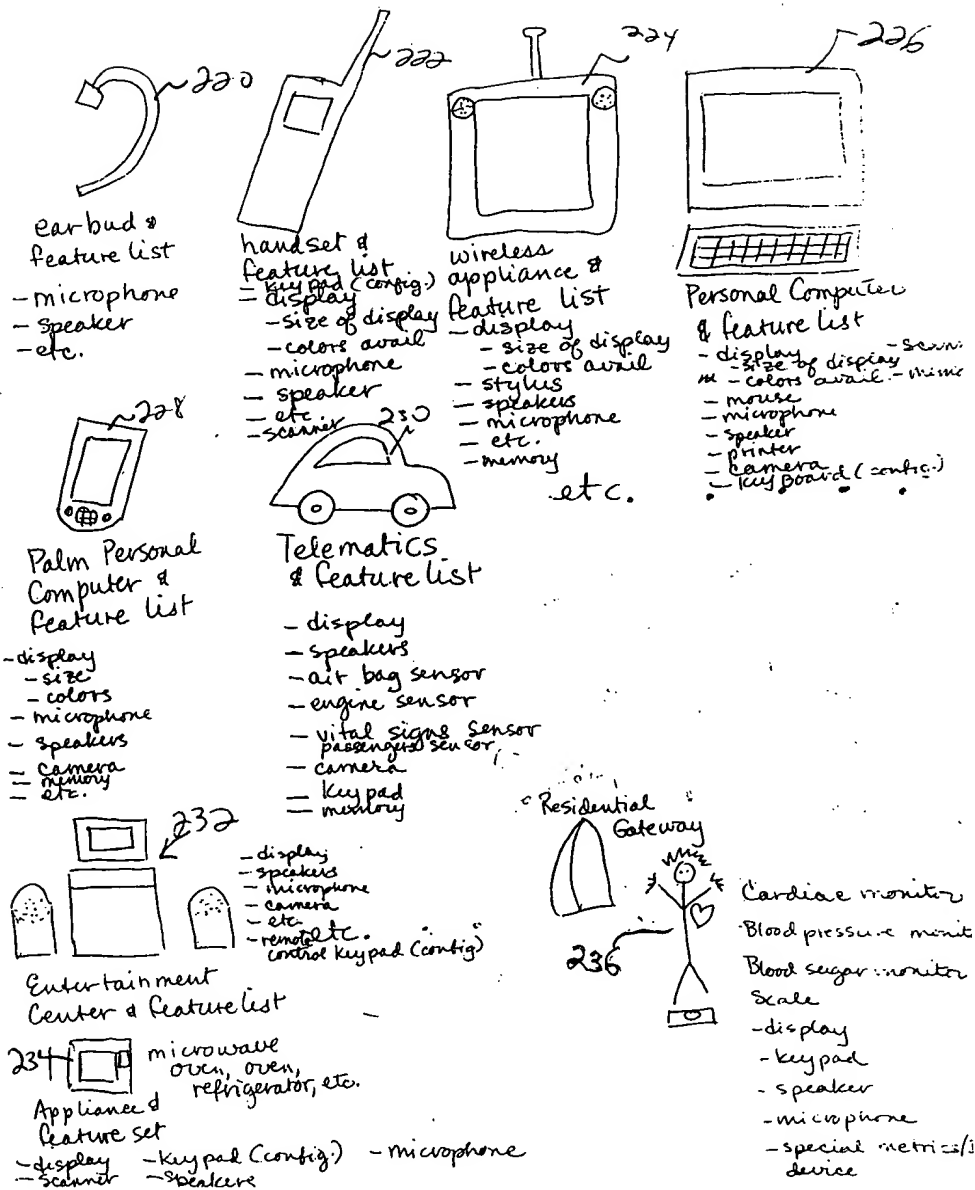 220
ear bud &
feature list
- microphone
- speaker
- etc.
222
handset &
feature list
- keypad (config.)
- display
- size of display
- colors avail
- microphone
- speaker
- etc.
- scanner
224
wireless
appliance &
feature list
- display
- size of display
- colors avail
- stylus
- speakers
- microphone
- etc.
- memory
etc.
226
Personal Computer
& feature list
- display
- size of display
- colors avail.
- mouse
- microphone
- speaker
- printer
- camera
- keyboard (config.)
228
Palm Personal
Computer &
feature list
- display
- size
- colors
- microphone
- speakers
- camera
- memory
- etc.
230
Telematics
& feature list
- display
- speakers
- air bag sensor
- engine sensor
- vital signs sensor
passengers sensor
- camera
- keypad
- memory
232
- display
- speakers
- microphone
- camera
- etc.
- remote etc.
control keypad (config)
Entertainment
Center & feature list
234
microwave
oven, oven,
refrigerator, etc.
Appliance &
feature set
- display - keypad (config.) - microphone
- scanner - speakers
Residential
Gateway
236
Cardiac monitor
Blood pressure monit
Blood sugar monitor
Scale
- display
- keypad
- speaker
- microphone
- special metrics/
device